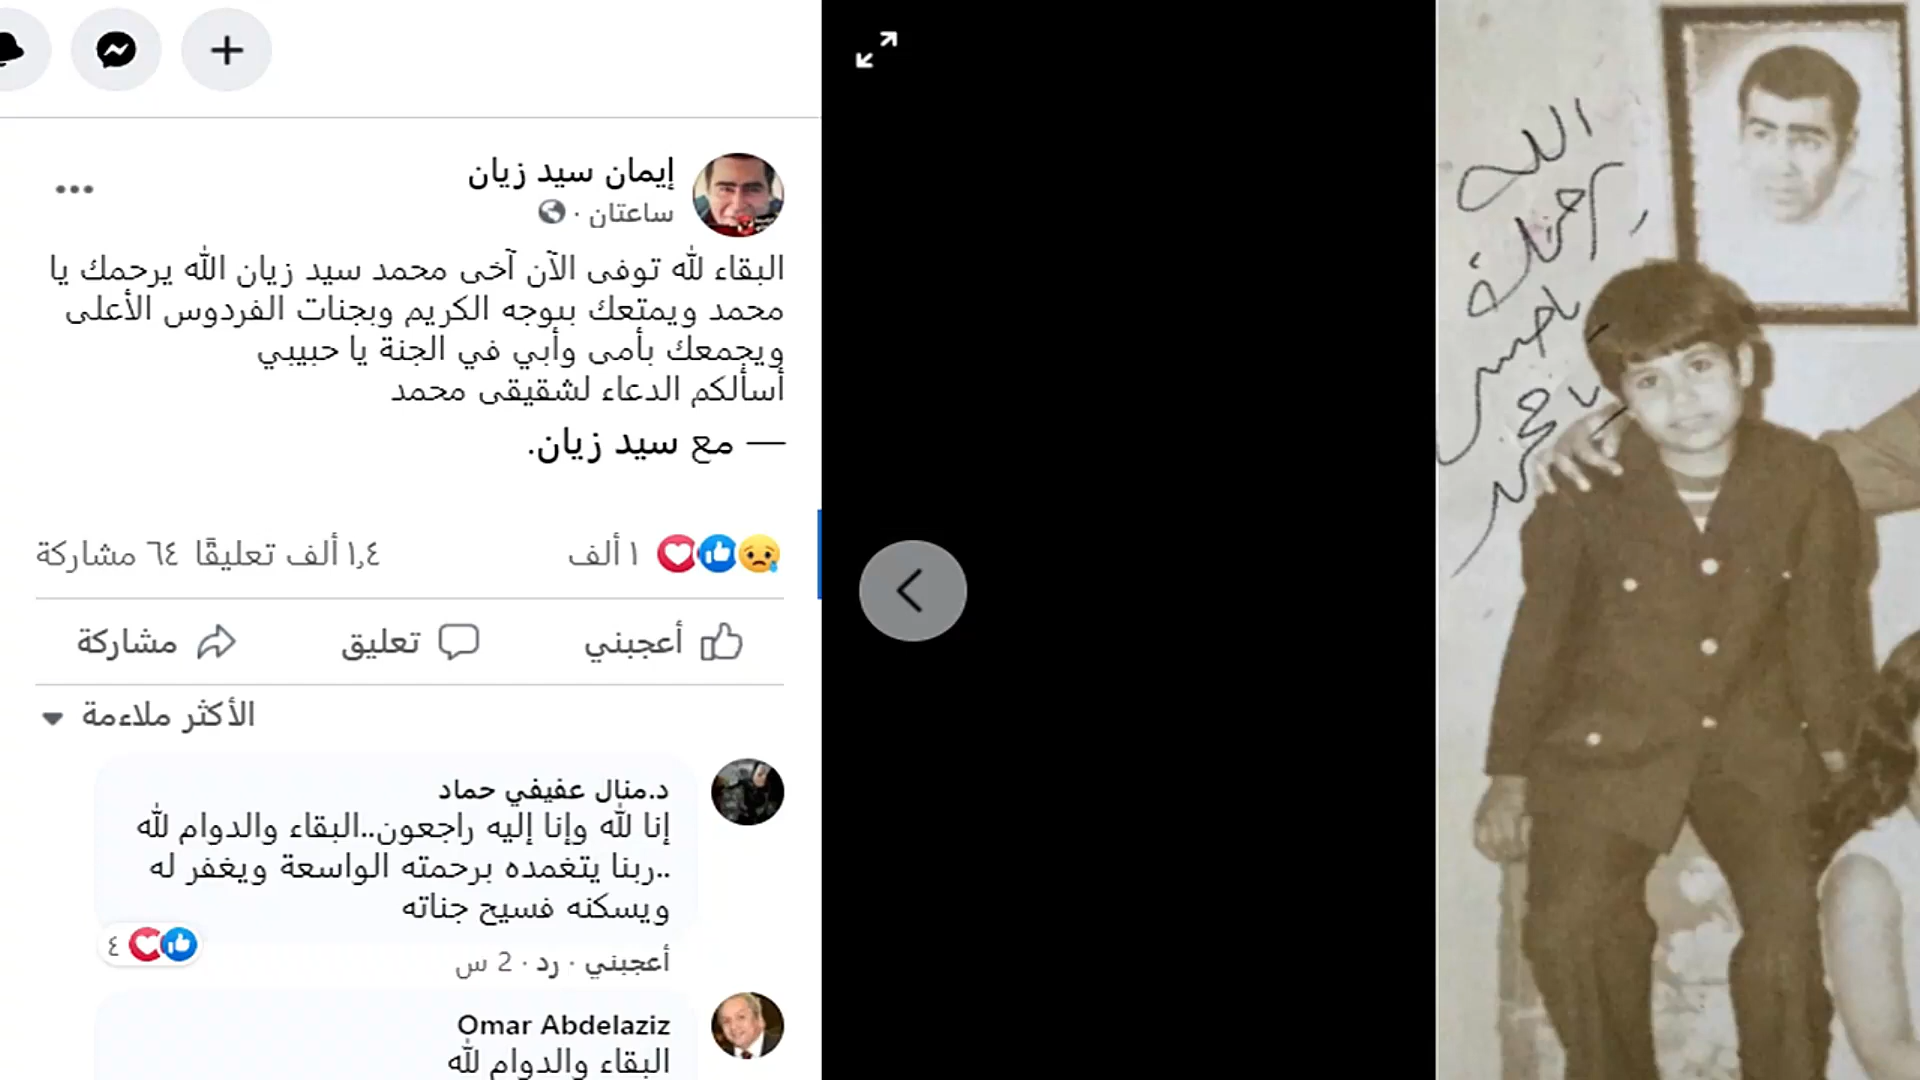 إيمان سيد زيان
ساعتان ·
البقاء لله توفى الآن آخى محمد سيد زيان الله يرحمك يا
محمد ويمتعك ببوجه الكريم وبجنات الفردوس الأعلى
ويجمعك بأمى وأبي في الجنة يا حبيبي
أسألكم الدعاء لشقيقى محمد
— مع سيد زيان.
١ ألف
١,٤ ألف تعليقًا ٦٤ مشاركة
أعجبني
تعليق
مشاركة
الأكثر ملاءمة
د.منال عفيفي حماد
إنا لله وإنا إليه راجعون..البقاء والدوام لله
..ربنا يتغمده برحمته الواسعة ويغفر له
ويسكنه فسيح جناته
٤
أعجبني · رد · 2 س
Omar Abdelaziz
البقاء والدوام لله
الله
يا محمد